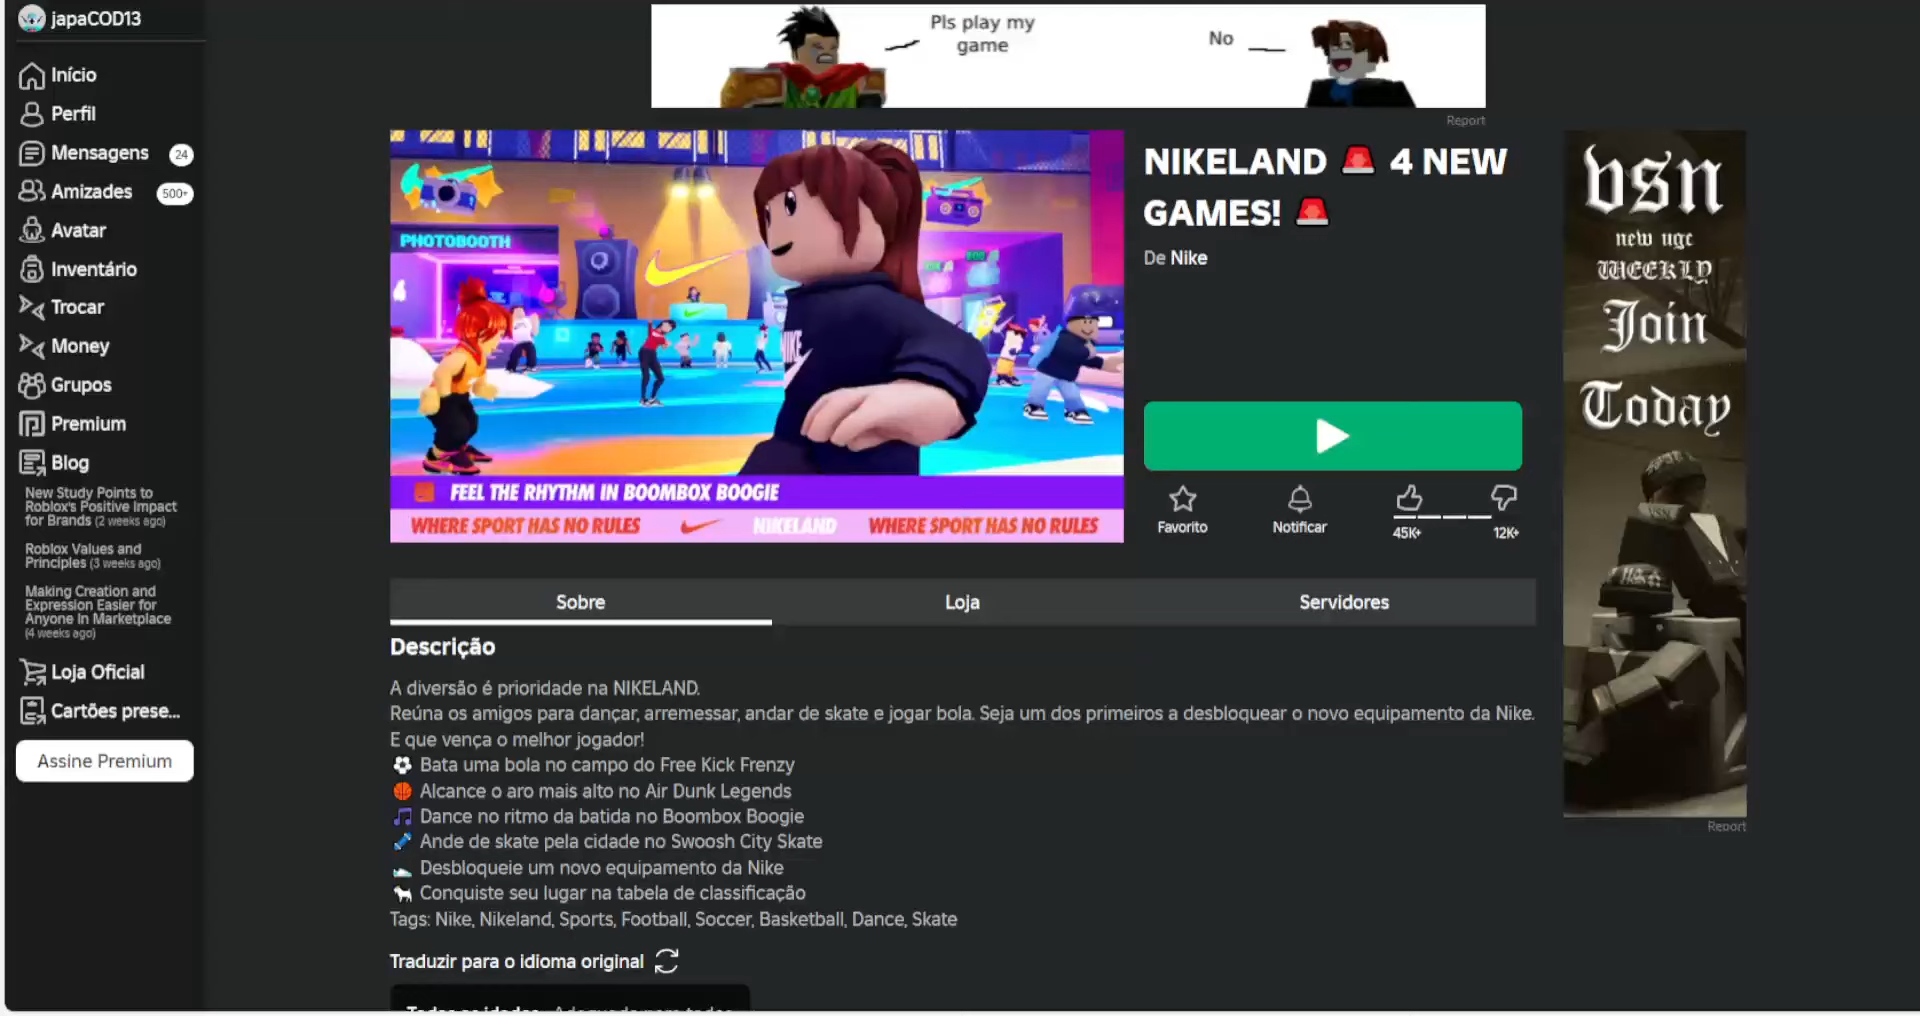 japaCOD13
Início
Perfil
Mensagens 24
Amizades 500+
Avatar
Inventário
Trocar
Money
Grupos
Premium
Blog
New Study Points to
Roblox's Positive Impact
for Brands (2 weeks ago)
Roblox Values and
Principles (3 weeks ago)
Making Creation and
Expression Easier for
Anyone in Marketplace
(4 weeks ago)
Loja Oficial
Cartões prese...
Assine Premium
Pls play my
game
No
Report
PHOTOBOOTH
NIKE
FEEL THE RHYTHM IN BOOMBOX BOOGIE
WHERE SPORT HAS NO RULES NIKELAND WHERE SPORT HAS NO RULES
NIKELAND 🚨 4 NEW
GAMES! 🚨
De Nike
Favorito
Notificar
45K+
12K+
vsn
new ugc
WEEKLY
Join
Today
Report
Sobre
Loja
Servidores
Descrição
A diversão é prioridade na NIKELAND.
Reúna os amigos para dançar, arremessar, andar de skate e jogar bola. Seja um dos primeiros a desbloquear o novo equipamento da Nike.
E que vença o melhor jogador!
⚽ Bata uma bola no campo do Free Kick Frenzy
🏀 Alcance o aro mais alto no Air Dunk Legends
🎵 Dance no ritmo da batida no Boombox Boogie
🛹 Ande de skate pela cidade no Swoosh City Skate
👟 Desbloqueie um novo equipamento da Nike
🐐 Conquiste seu lugar na tabela de classificação
Tags: Nike, Nikeland, Sports, Football, Soccer, Basketball, Dance, Skate
Traduzir para o idioma original